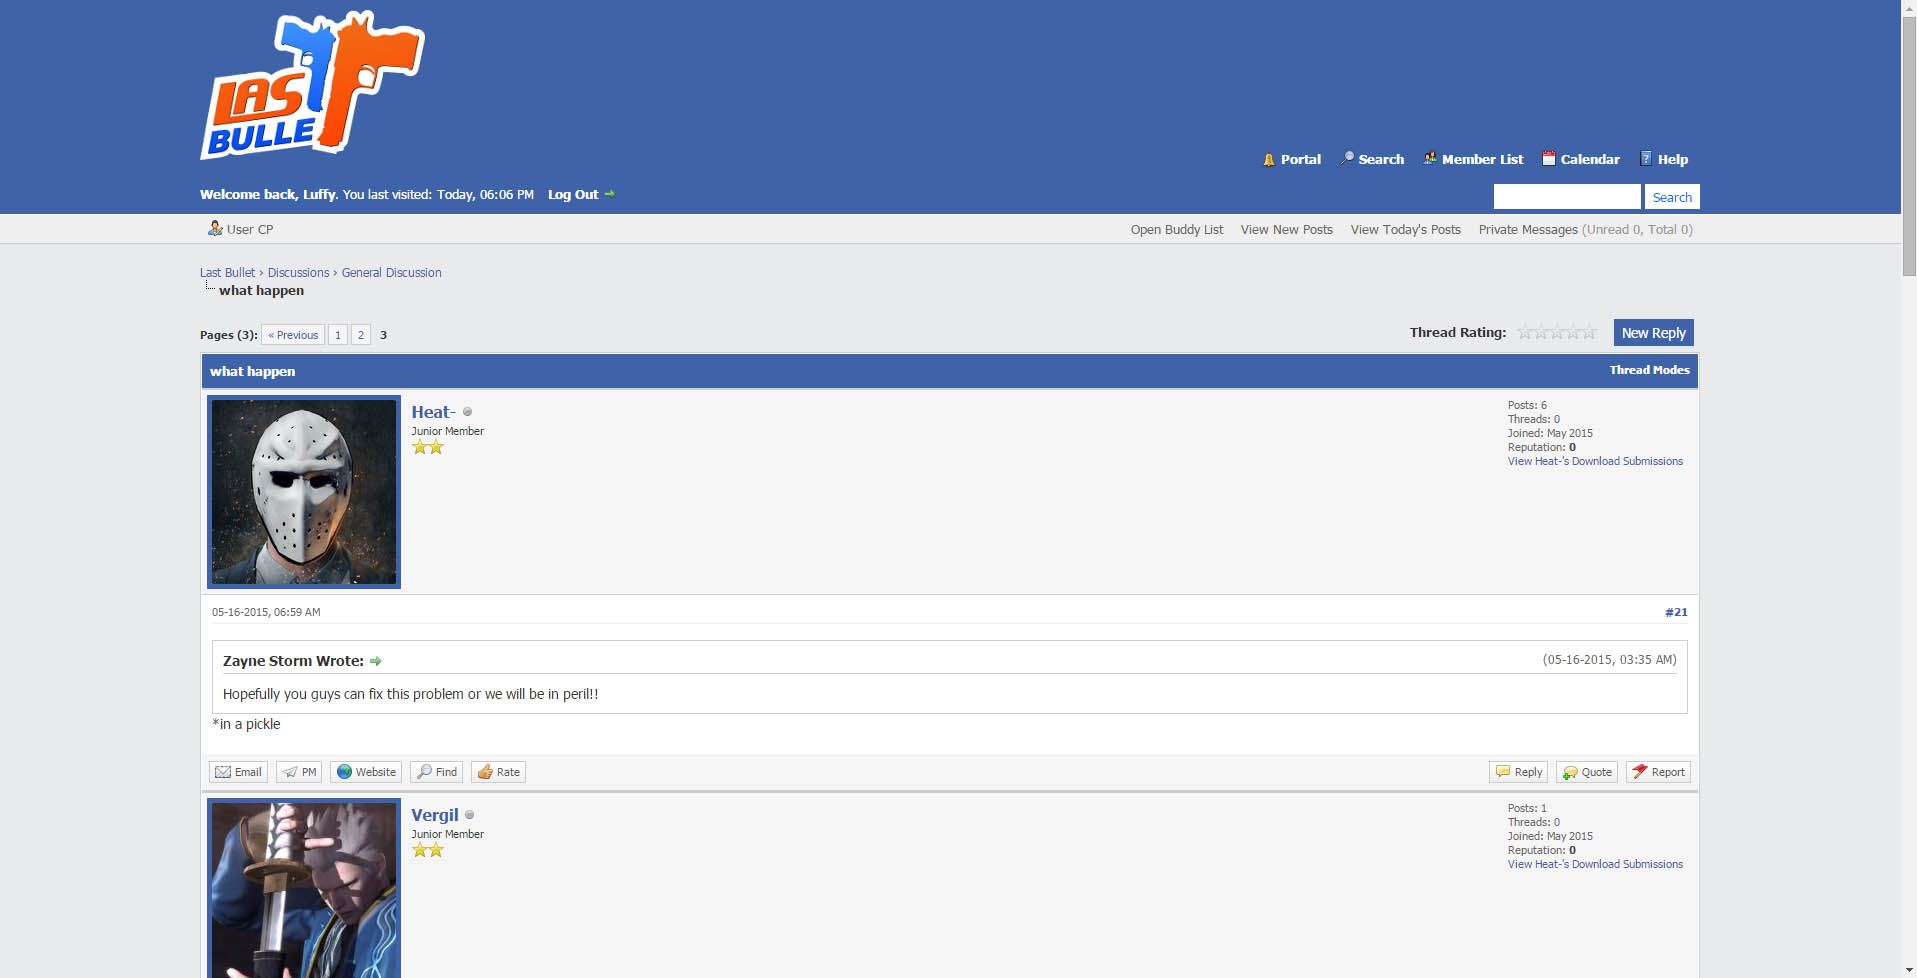 LAST
BULLET
Portal Search Member List Calendar Help
Welcome back, Luffy. You last visited: Today, 06:06 PM Log Out
Search
User CP
Open Buddy List View New Posts View Today's Posts Private Messages (Unread 0, Total 0)
Last Bullet › Discussions › General Discussion
what happen
Pages (3): « Previous 1 2 3
Thread Rating: New Reply
what happen
Thread Modes
Heat-
Junior Member
Posts: 6
Threads: 0
Joined: May 2015
Reputation: 0
View Heat-'s Download Submissions
05-16-2015, 06:59 AM
#21
Zayne Storm Wrote:
(05-16-2015, 03:35 AM)
Hopefully you guys can fix this problem or we will be in peril!!
*in a pickle
Email PM Website Find Rate
Reply Quote Report
Vergil
Junior Member
Posts: 1
Threads: 0
Joined: May 2015
Reputation: 0
View Heat-'s Download Submissions